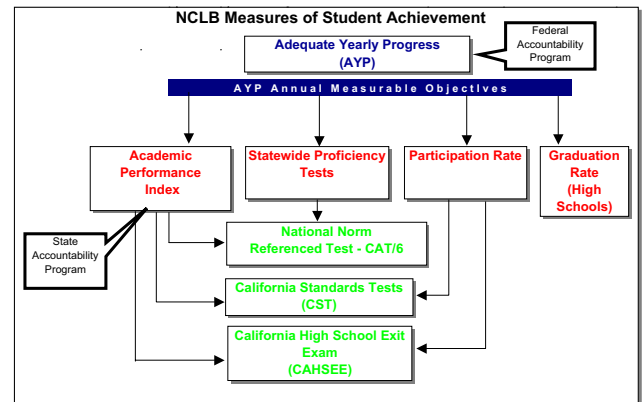 NCLB Measures of Student Achievement
Adequate Yearly Progress
(AYP)
Federal
Accountability
Program
AYP Annual Measurable ObjectIves
Academic
Performance
Index
Statewide Proficiency
Tests
Participation Rate
Graduation
Rate
(High
Schools)
State
Accountability
Program
National Norm
Referenced Test - CAT/6
California Standards Tests
(CST)
California High School Exit
Exam
(CAHSEE)